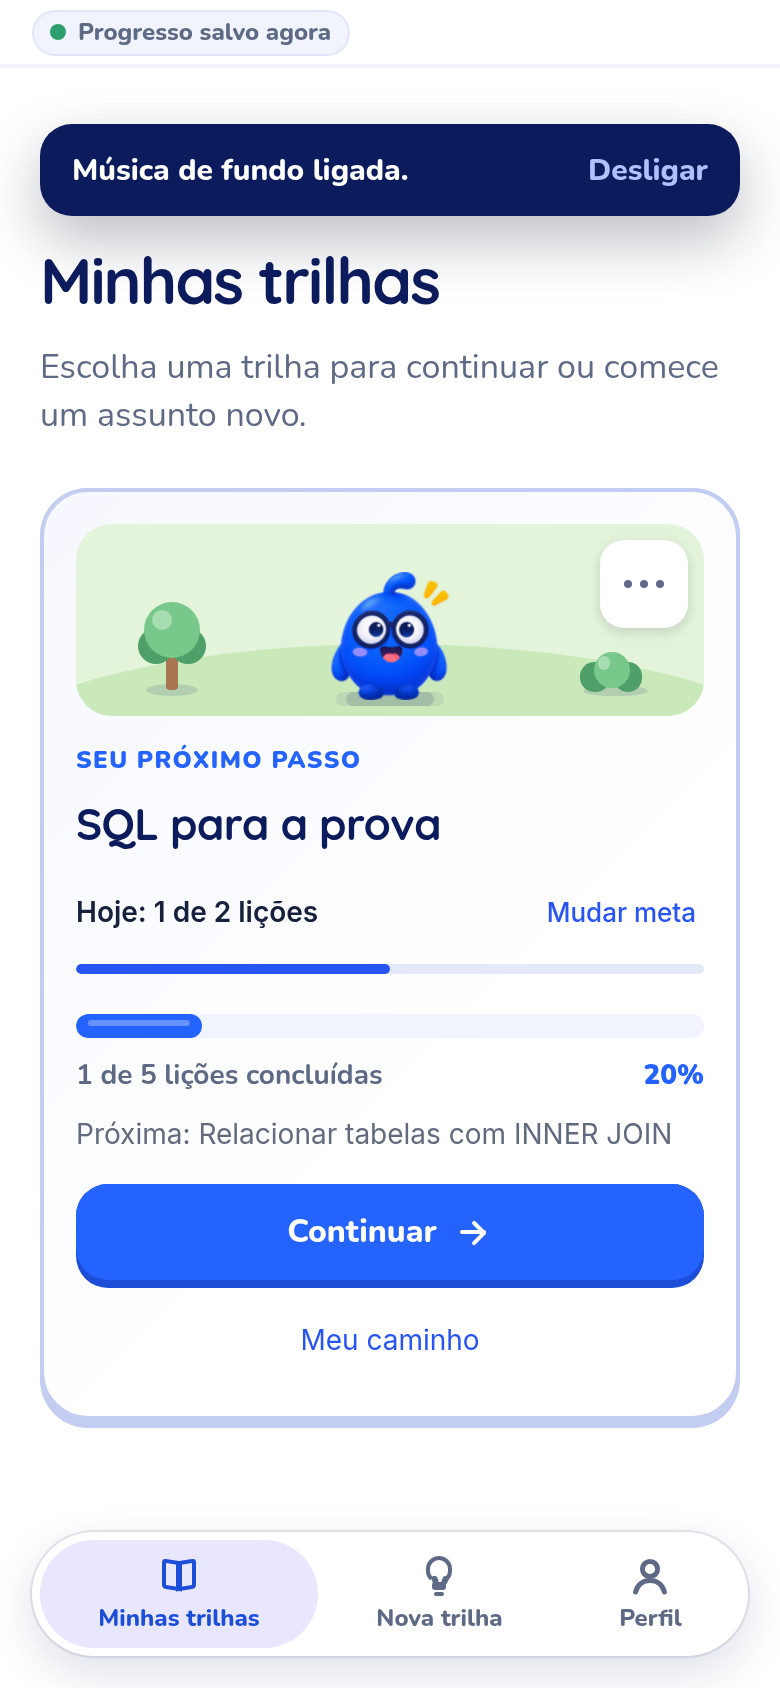 Progresso salvo agora
Música de fundo ligada. Desligar
Minhas trilhas
Escolha uma trilha para continuar ou comece
um assunto novo.
SEU PRÓXIMO PASSO
SQL para a prova
Hoje: 1 de 2 lições Mudar meta
1 de 5 lições concluídas 20%
Próxima: Relacionar tabelas com INNER JOIN
Continuar →
Meu caminho
Minhas trilhas Nova trilha Perfil